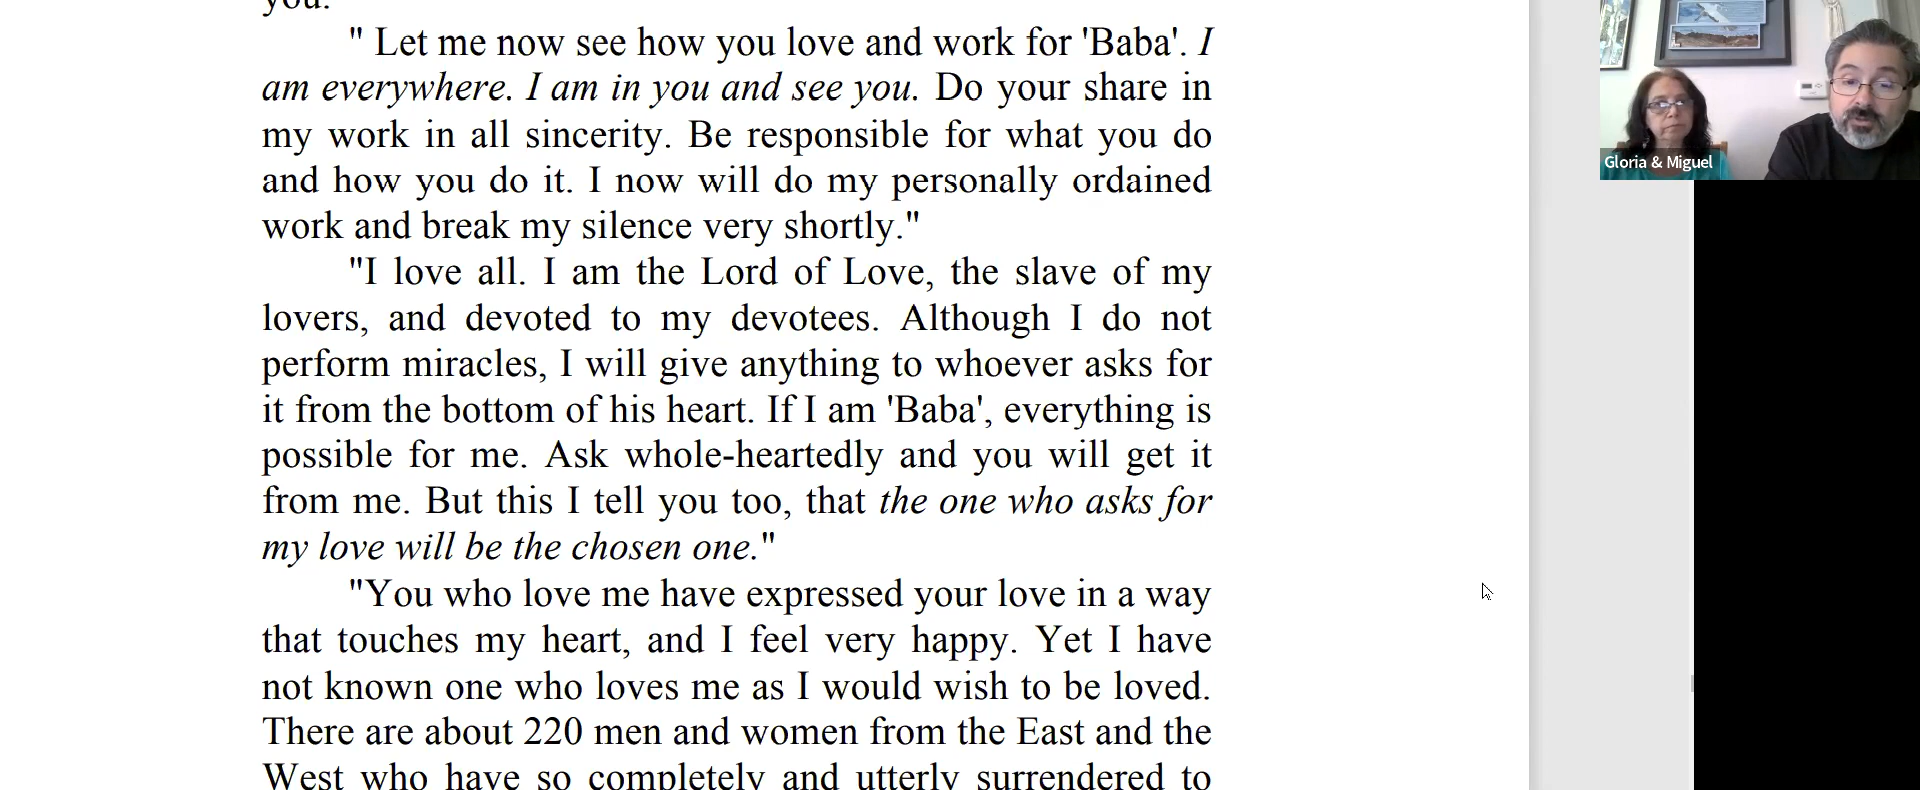 you.
" Let me now see how you love and work for 'Baba'. I
am everywhere. I am in you and see you. Do your share in
my work in all sincerity. Be responsible for what you do
and how you do it. I now will do my personally ordained
work and break my silence very shortly."
"I love all. I am the Lord of Love, the slave of my
lovers, and devoted to my devotees. Although I do not
perform miracles, I will give anything to whoever asks for
it from the bottom of his heart. If I am 'Baba', everything is
possible for me. Ask whole-heartedly and you will get it
from me. But this I tell you too, that the one who asks for
my love will be the chosen one."
"You who love me have expressed your love in a way
that touches my heart, and I feel very happy. Yet I have
not known one who loves me as I would wish to be loved.
There are about 220 men and women from the East and the
West who have so completely and utterly surrendered to
Gloria & Miguel